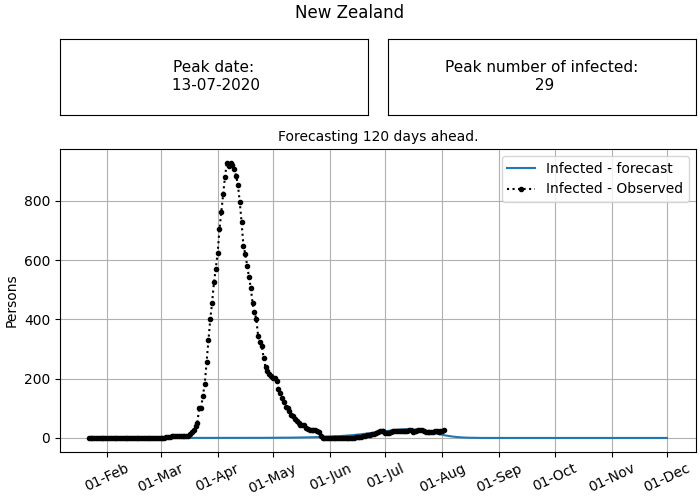 New Zealand
Peak date:
13-07-2020
Peak number of infected:
29
Forecasting 120 days ahead.
Infected - forecast
Infected - Observed
Persons
800
600
400
200
0
01-Feb
01-Mar
01-Apr
01-May
01-Jun
01-Jul
01-Aug
01-Sep
01-Oct
01-Nov
01-Dec